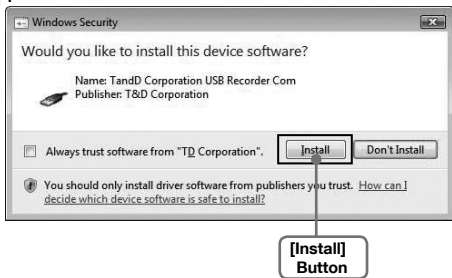 Windows Security
Would you like to install this device software?
Name: TandD Corporation USB Recorder Com
Publisher: T&D Corporation
Always trust software from "TD Corporation".
Install
Don't Install
You should only install driver software from publishers you trust. How can I
decide which device software is safe to install?
[Install]
Button